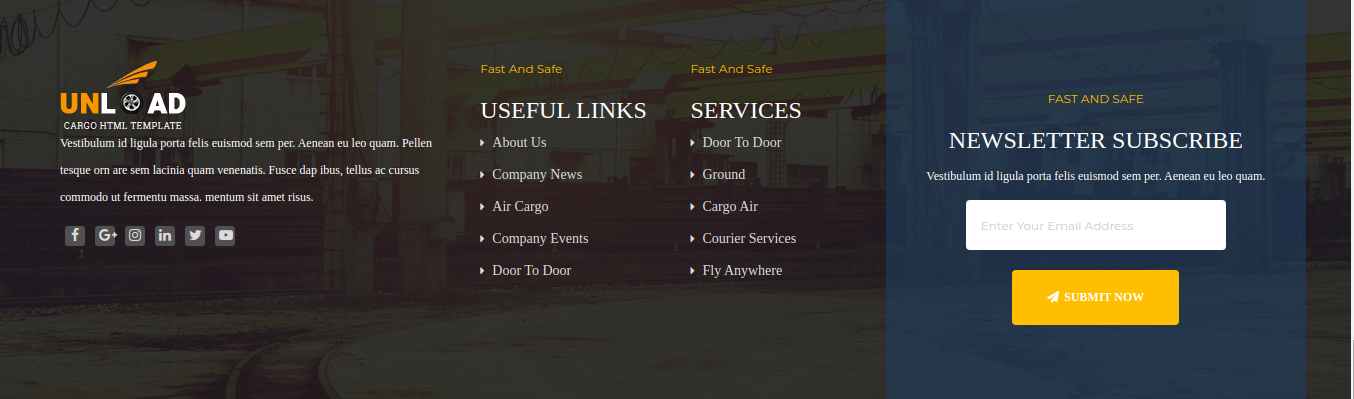 UNLOAD
CARGO HTML TEMPLATE
Vestibulum id ligula porta felis euismod sem per. Aenean eu leo quam. Pellen
tesque orn are sem lacinia quam venenatis. Fusce dap ibus, tellus ac cursus
commodo ut fermentu massa. mentum sit amet risus.
Fast And Safe
USEFUL LINKS
About Us
Company News
Air Cargo
Company Events
Door To Door
Fast And Safe
SERVICES
Door To Door
Ground
Cargo Air
Courier Services
Fly Anywhere
FAST AND SAFE
NEWSLETTER SUBSCRIBE
Vestibulum id ligula porta felis euismod sem per. Aenean eu leo quam.
Enter Your Email Address
SUBMIT NOW